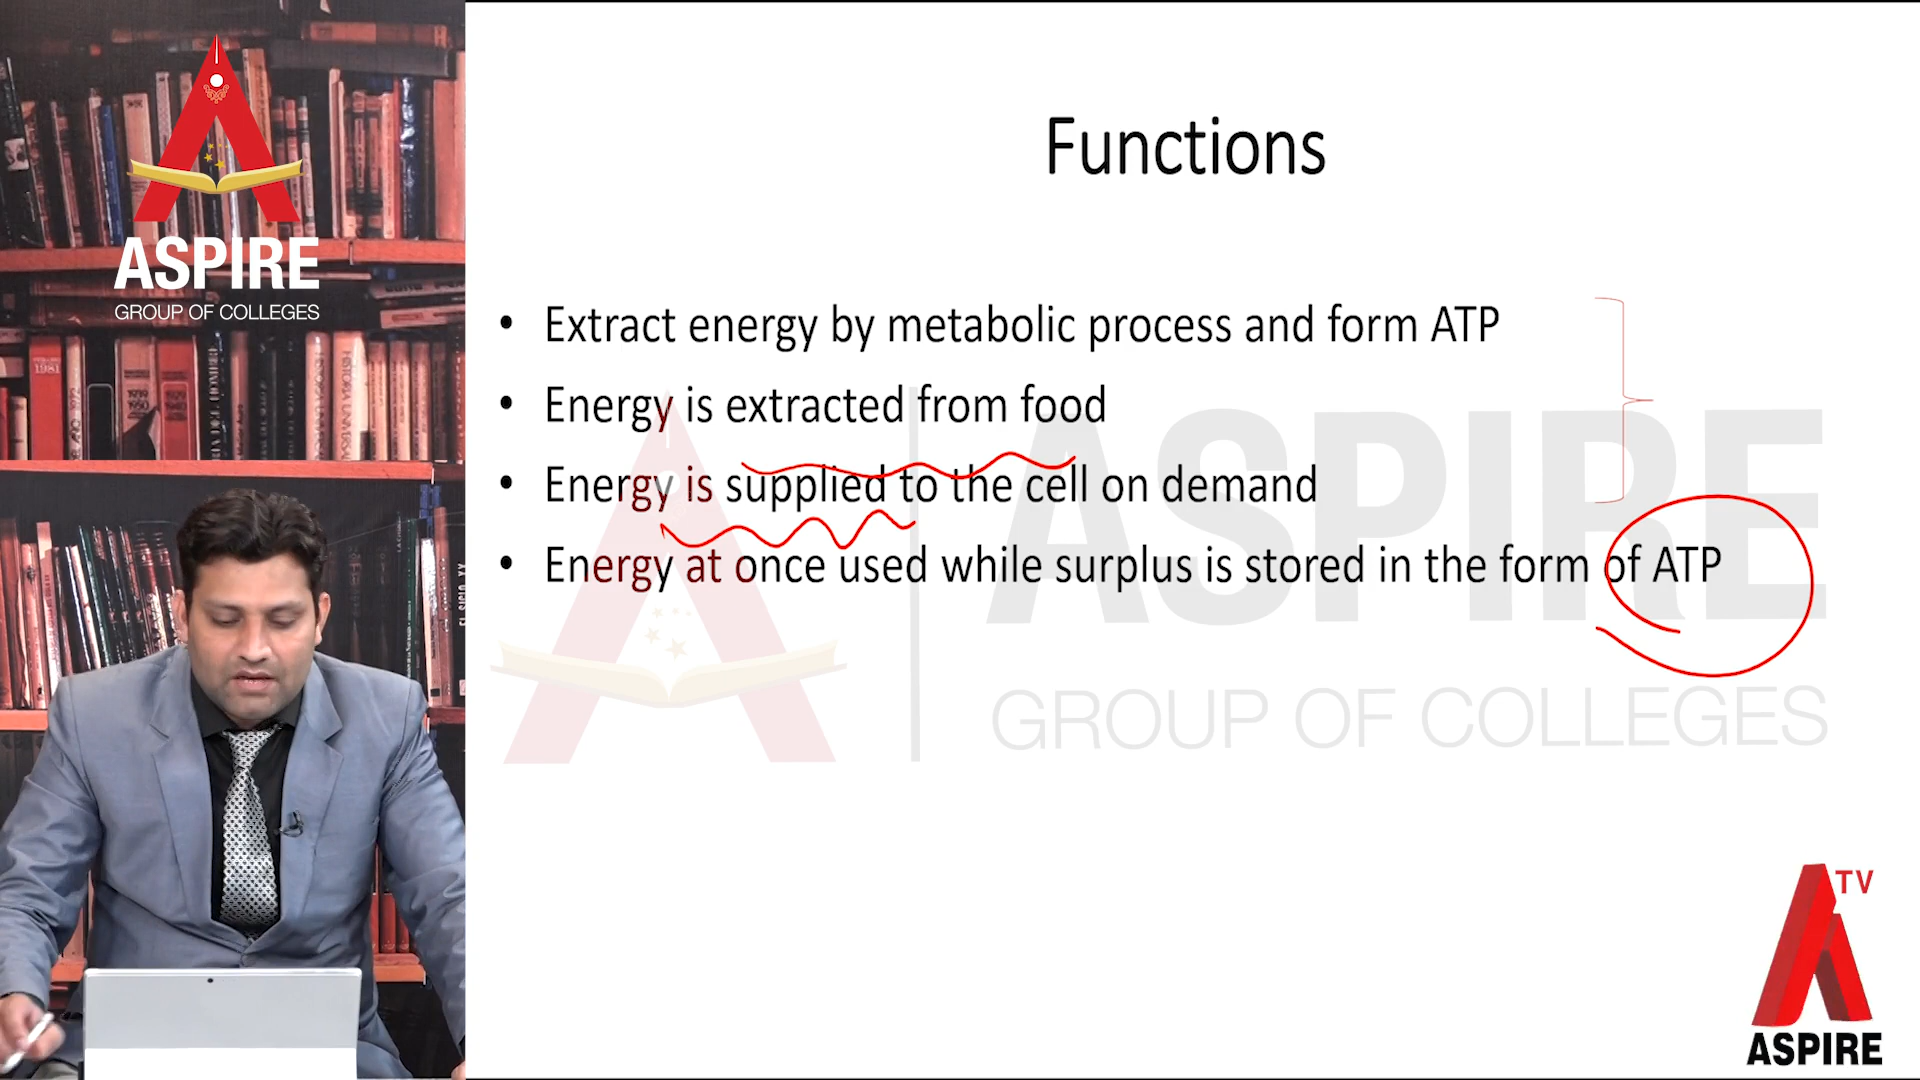 ASPIRE
GROUP OF COLLEGES
Functions
• Extract energy by metabolic process and form ATP
• Energy is extracted from food
• Energy is supplied to the cell on demand
• Energy at once used while surplus is stored in the form of ATP
ASPIRE
GROUP OF COLLEGES
TV
ASPIRE
1981